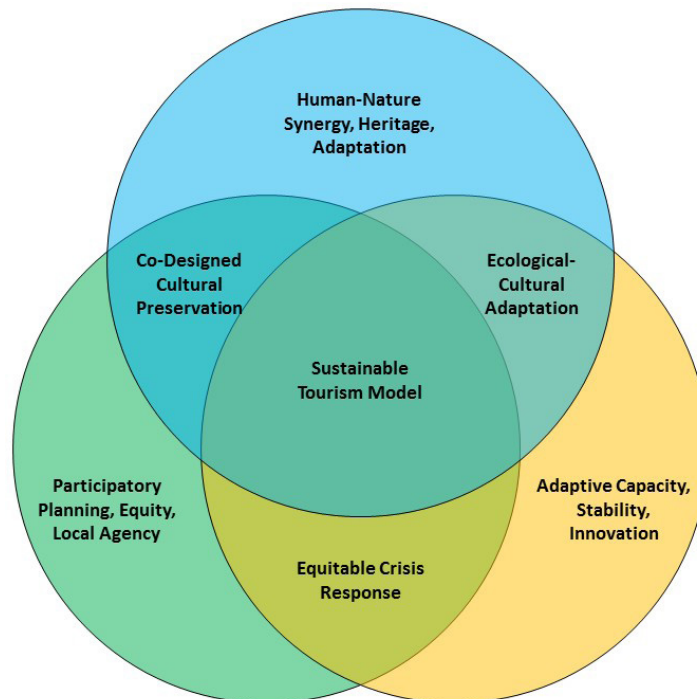 Human-Nature
Synergy, Heritage,
Adaptation
Co-Designed
Cultural
Preservation
Ecological-
Cultural
Adaptation
Sustainable
Tourism Model
Participatory
Planning, Equity,
Local Agency
Adaptive Capacity,
Stability,
Innovation
Equitable Crisis
Response